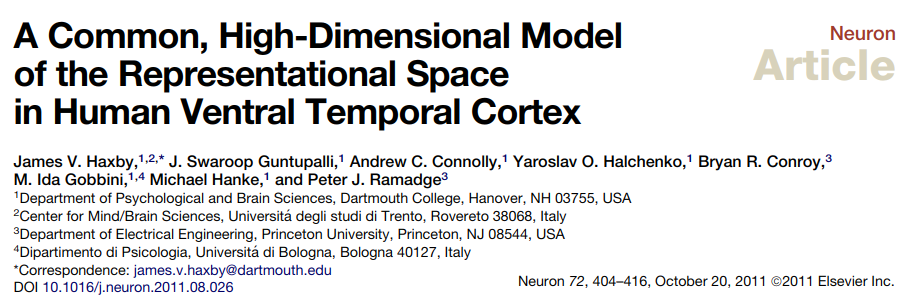 A Common, High-Dimensional Model
of the Representational Space
in Human Ventral Temporal Cortex
Neuron
Article
James V. Haxby,1,2,* J. Swaroop Guntupalli,1 Andrew C. Connolly,1 Yaroslav O. Halchenko,1 Bryan R. Conroy,3
M. Ida Gobbini,1,4 Michael Hanke,1 and Peter J. Ramadge3
1Department of Psychological and Brain Sciences, Dartmouth College, Hanover, NH 03755, USA
2Center for Mind/Brain Sciences, Universitá degli studi di Trento, Rovereto 38068, Italy
3Department of Electrical Engineering, Princeton University, Princeton, NJ 08544, USA
4Dipartimento di Psicologia, Universitá di Bologna, Bologna 40127, Italy
*Correspondence: james.v.haxby@dartmouth.edu
DOI 10.1016/j.neuron.2011.08.026
Neuron 72, 404–416, October 20, 2011 ©2011 Elsevier Inc.